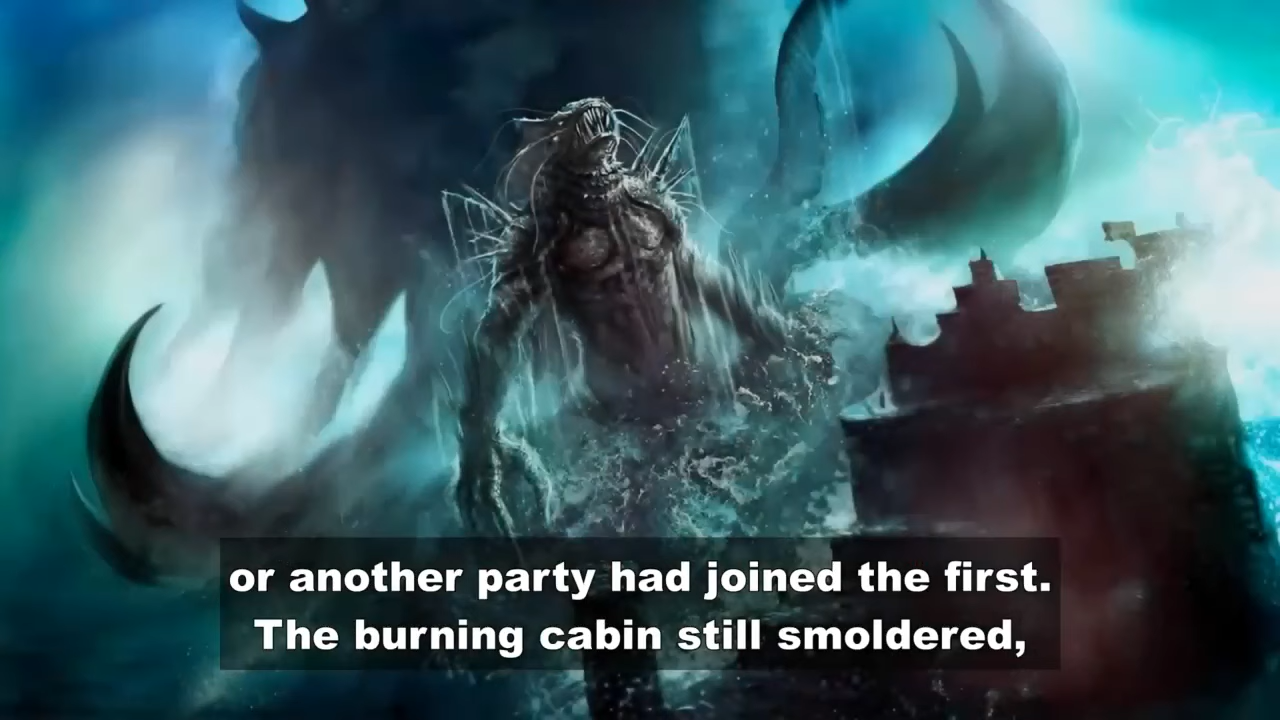 or another party had joined the first.
The burning cabin still smoldered,